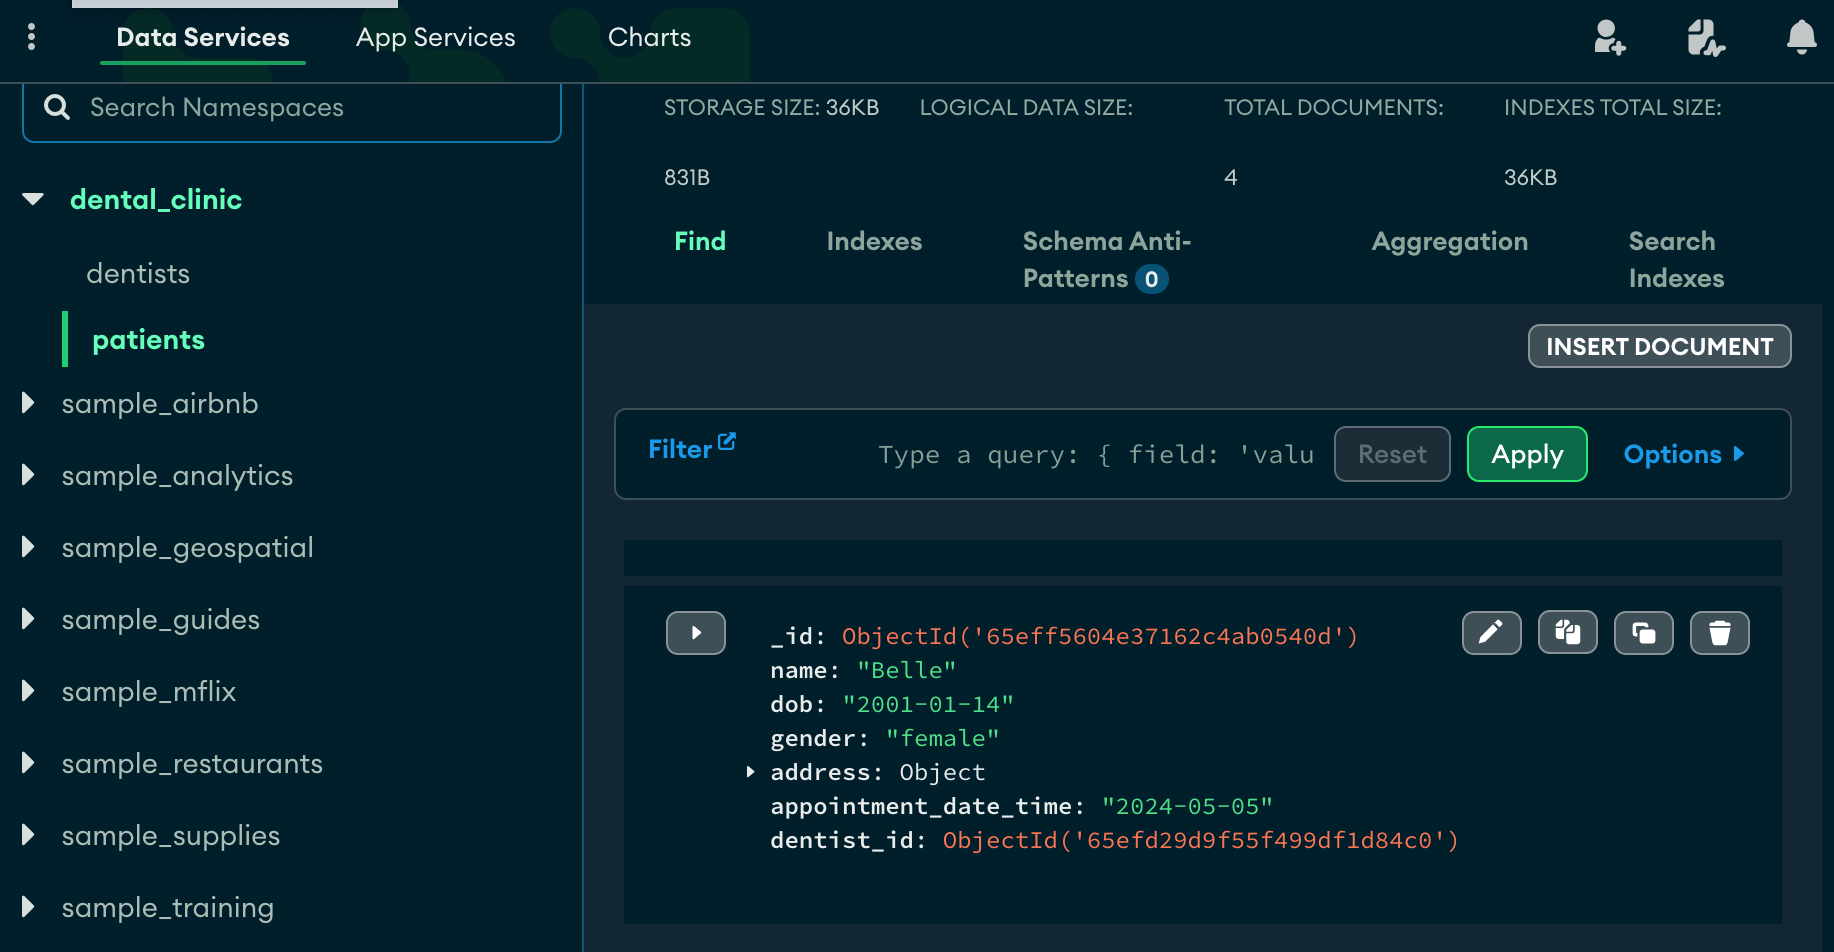 Data Services
App Services
Charts
Search Namespaces
dental_clinic
dentists
patients
sample_airbnb
sample_analytics
sample_geospatial
sample_guides
sample_mflix
sample_restaurants
sample_supplies
sample_training
STORAGE SIZE: 36KB
LOGICAL DATA SIZE:
831B
TOTAL DOCUMENTS:
4
INDEXES TOTAL SIZE:
36KB
Find
Indexes
Schema Anti-
Patterns 0
Aggregation
Search
Indexes
INSERT DOCUMENT
Filter
Type a query: { field: 'valu
Reset
Apply
Options
_id: ObjectId('65eff5604e37162c4ab0540d')
name: "Belle"
dob: "2001-01-14"
gender: "female"
address: Object
appointment_date_time: "2024-05-05"
dentist_id: ObjectId('65efd29d9f55f499df1d84c0')